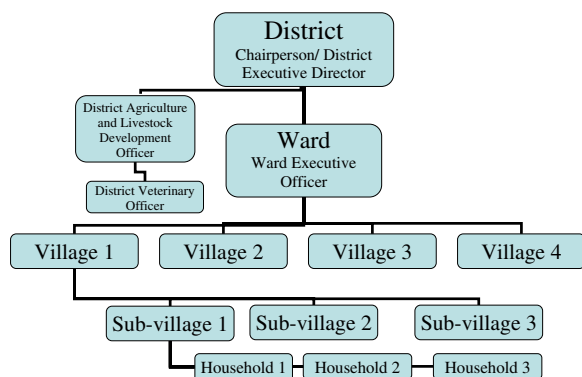 District
Chairperson/ District
Executive Director
District Agriculture
and Livestock
Development
Officer
Ward
Ward Executive
Officer
District Veterinary
Officer
Village 1
Village 2
Village 3
Village 4
Sub-village 1
Sub-village 2
Sub-village 3
Household 1
Household 2
Household 3